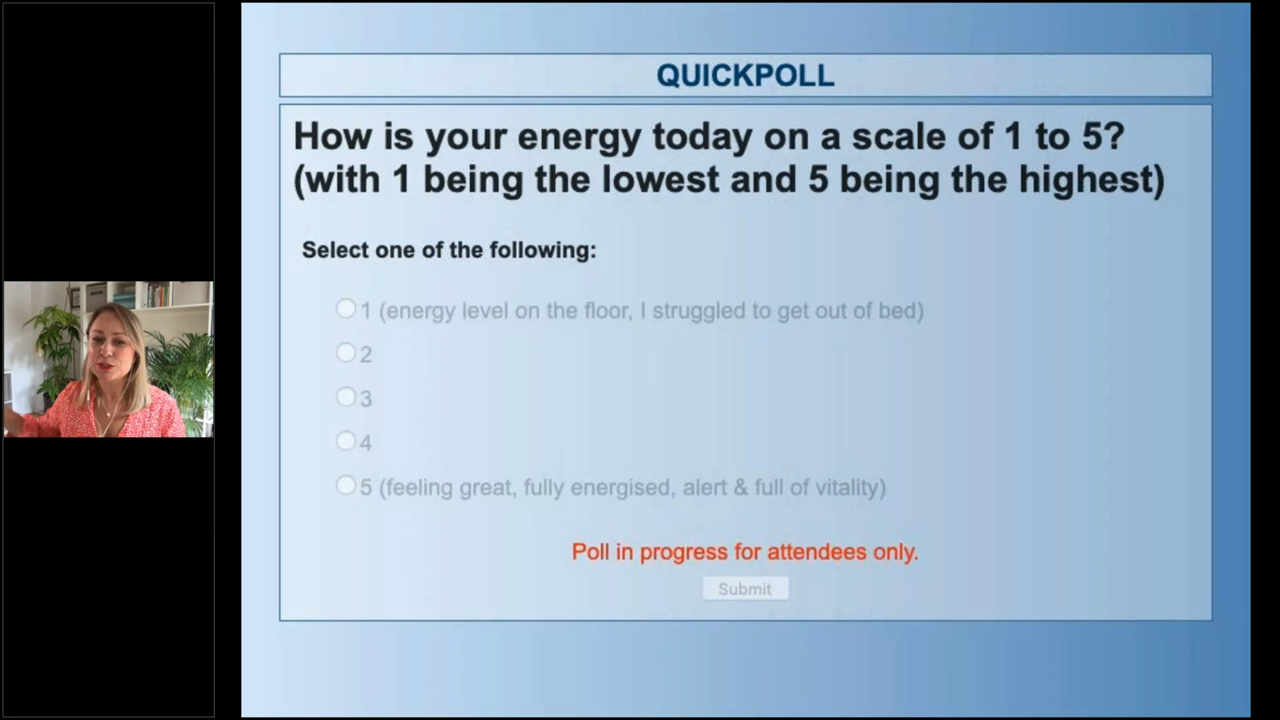 QUICKPOLL
How is your energy today on a scale of 1 to 5?
(with 1 being the lowest and 5 being the highest)
Select one of the following:
1 (energy level on the floor, I struggled to get out of bed)
2
3
4
5 (feeling great, fully energised, alert & full of vitality)
Poll in progress for attendees only.
Submit